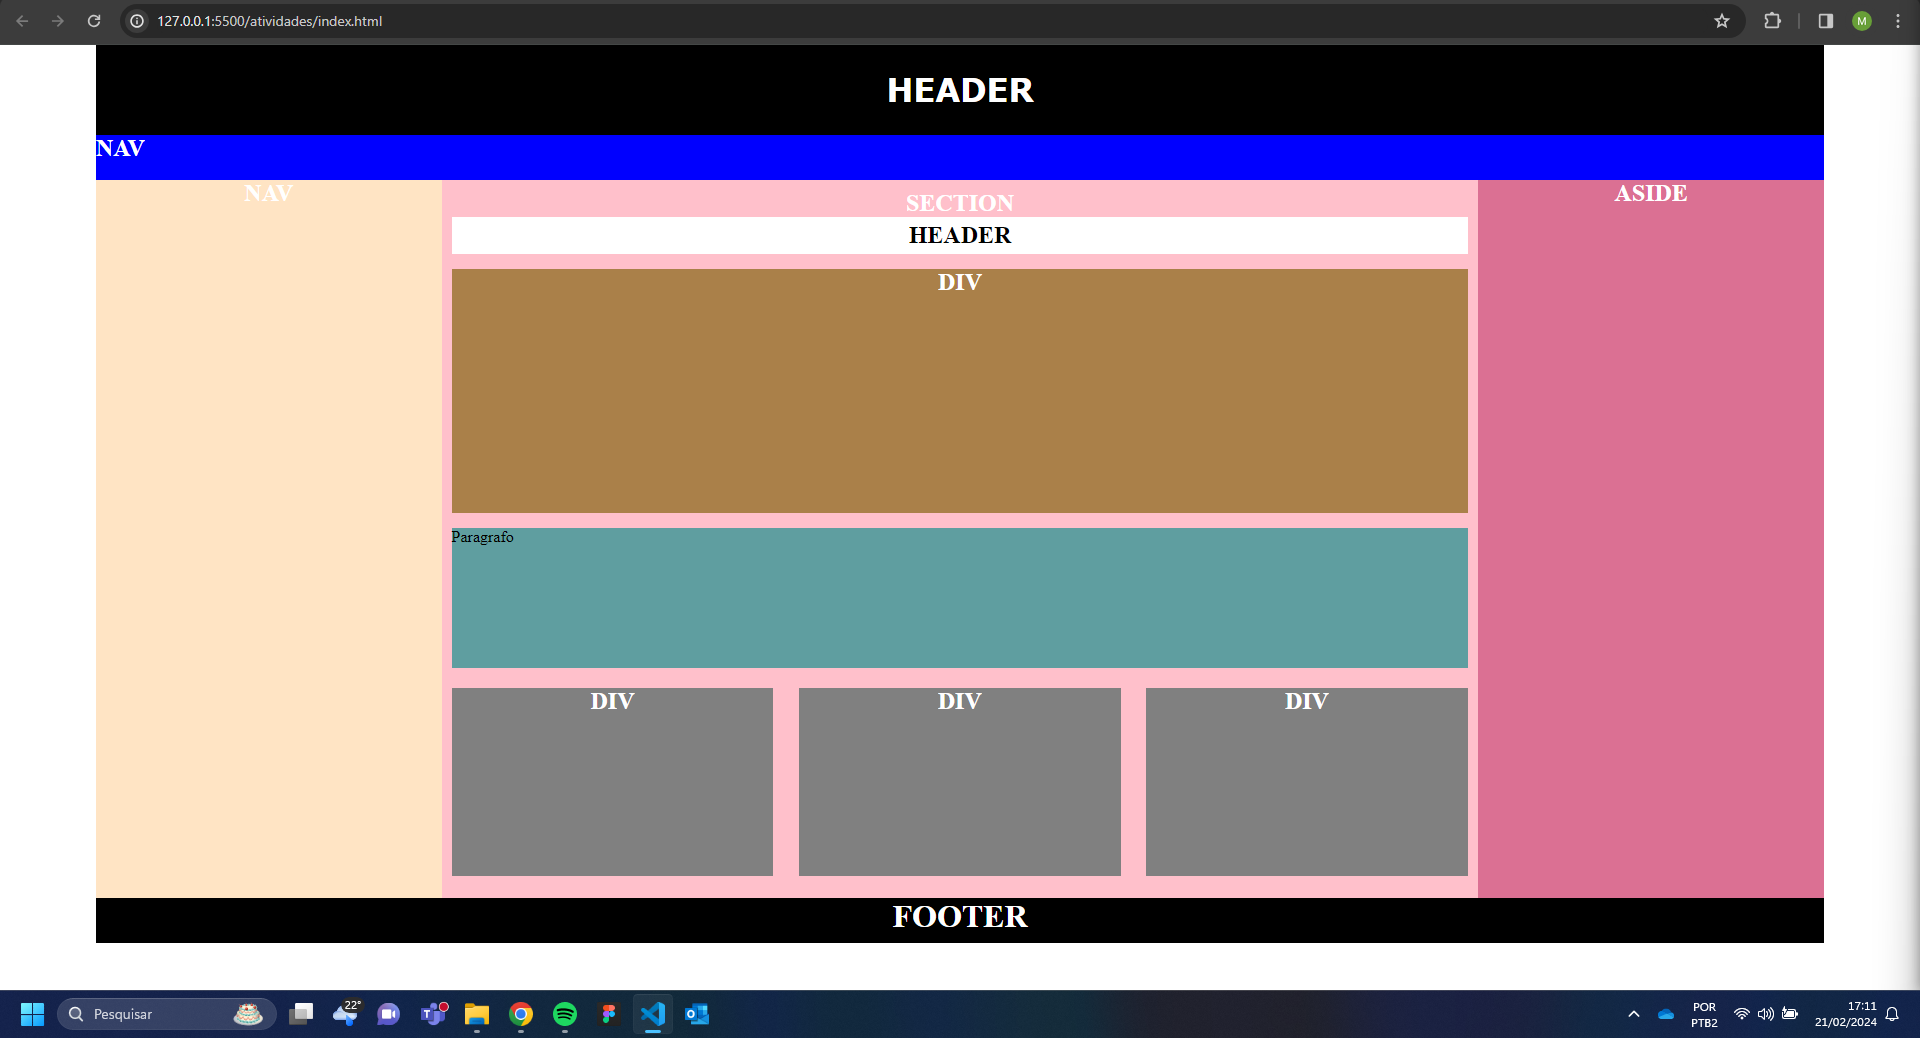 127.0.0.1:5500/atividades/index.html
M
HEADER
NAV
NAV
SECTION
ASIDE
HEADER
DIV
Paragrafo
DIV
DIV
DIV
FOOTER
Pesquisar
22°
POR
PTB2
17:11
21/02/2024